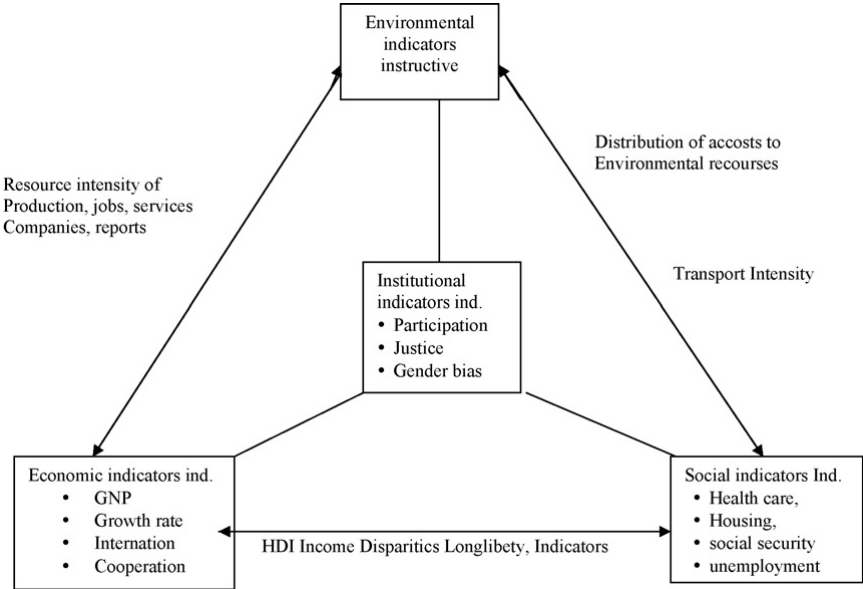 Environmental
indicators
instructive
Distribution of accosts to
Environmental recourses
Resource intensity of
Production, jobs, services
Companies, reports
Transport Intensity
Institutional
indicators ind.
• Participation
• Justice
• Gender bias
Economic indicators ind.
• GNP
• Growth rate
• Internation
• Cooperation
Social indicators Ind.
• Health care,
• Housing,
• social security
• unemployment
HDI Income Disparitics Longlibety, Indicators